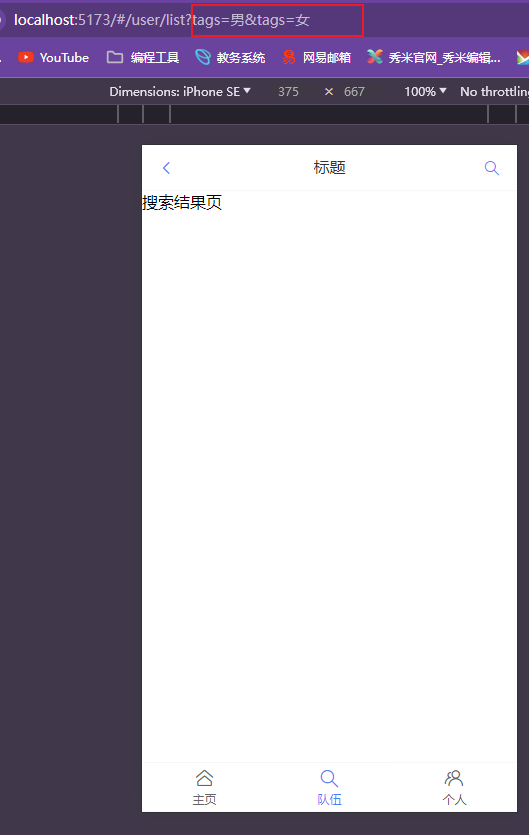 localhost:5173/#/user/list?tags=男&tags=女
YouTube 编程工具 教务系统 网易邮箱 秀米官网_秀米编辑...
Dimensions: iPhone SE 375 × 667 100% No throttlin
标题
搜索结果页
主页 队伍 个人